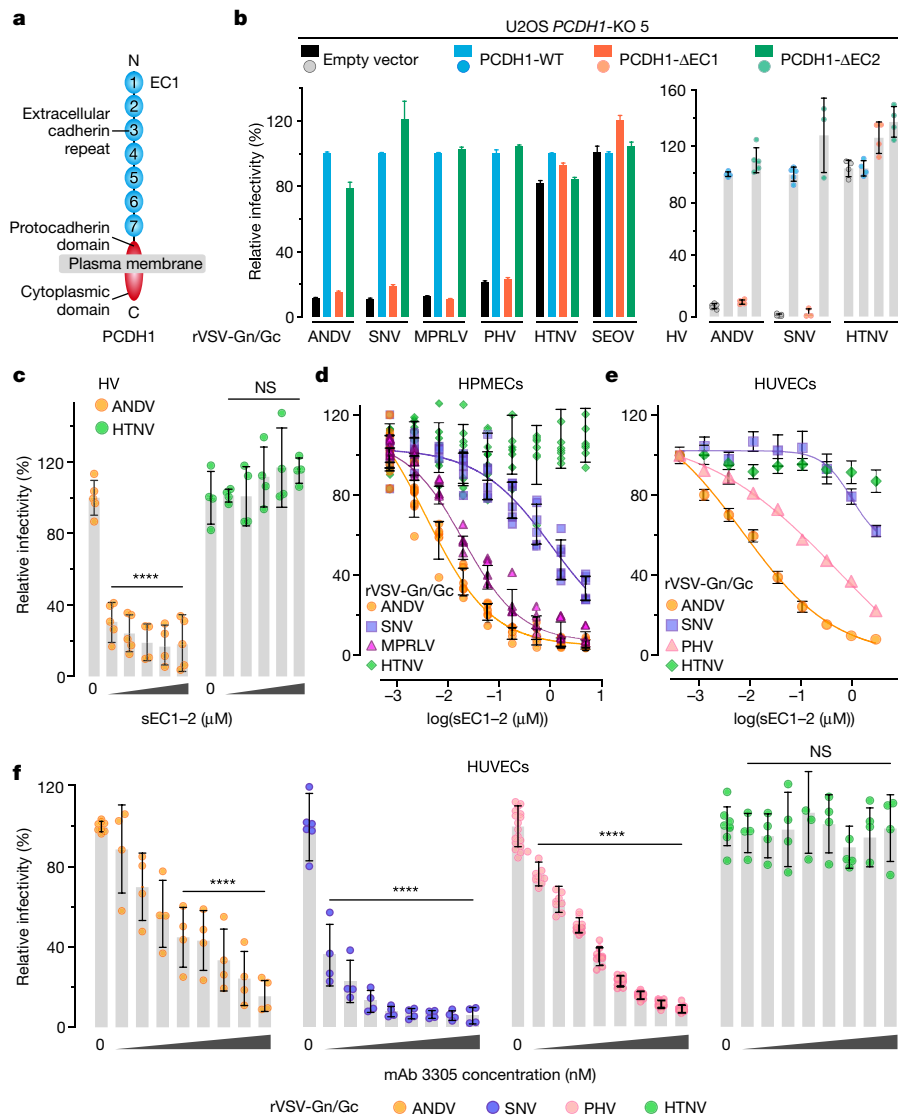 a
N
1 EC1
2
Extracellular
cadherin
repeat
3
4
5
6
7
Protocadherin
domain
Plasma membrane
Cytoplasmic
domain
C
PCDH1
b
U2OS PCDH1-KO 5
Empty vector PCDH1-WT PCDH1-ΔEC1 PCDH1-ΔEC2
Relative infectivity (%)
120
80
40
0
rVSV-Gn/Gc ANDV SNV MPRLV PHV HTNV SEOV
160
120
80
40
0
HV ANDV SNV HTNV
c
HV
ANDV
HTNV
NS
Relative infectivity (%)
120
80
40
0
****
0 0
sEC1–2 (μM)
d
HPMECs
120
80
40
0
rVSV-Gn/Gc
ANDV
SNV
MPRLV
HTNV
–3 –2 –1 0 1
log(sEC1–2 (μM))
e
HUVECs
120
80
40
0
rVSV-Gn/Gc
ANDV
SNV
PHV
HTNV
–3 –2 –1 0
log(sEC1–2 (μM))
f
HUVECs
Relative infectivity (%)
120
80
40
0
**** **** **** NS
0 0 0 0
mAb 3305 concentration (nM)
rVSV-Gn/Gc ANDV SNV PHV HTNV